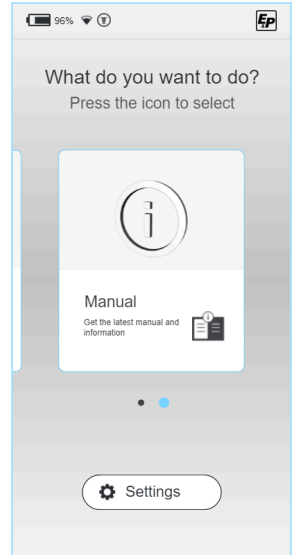 96%
E&P
What do you want to do?
Press the icon to select
i
Manual
Get the latest manual and
information
Settings